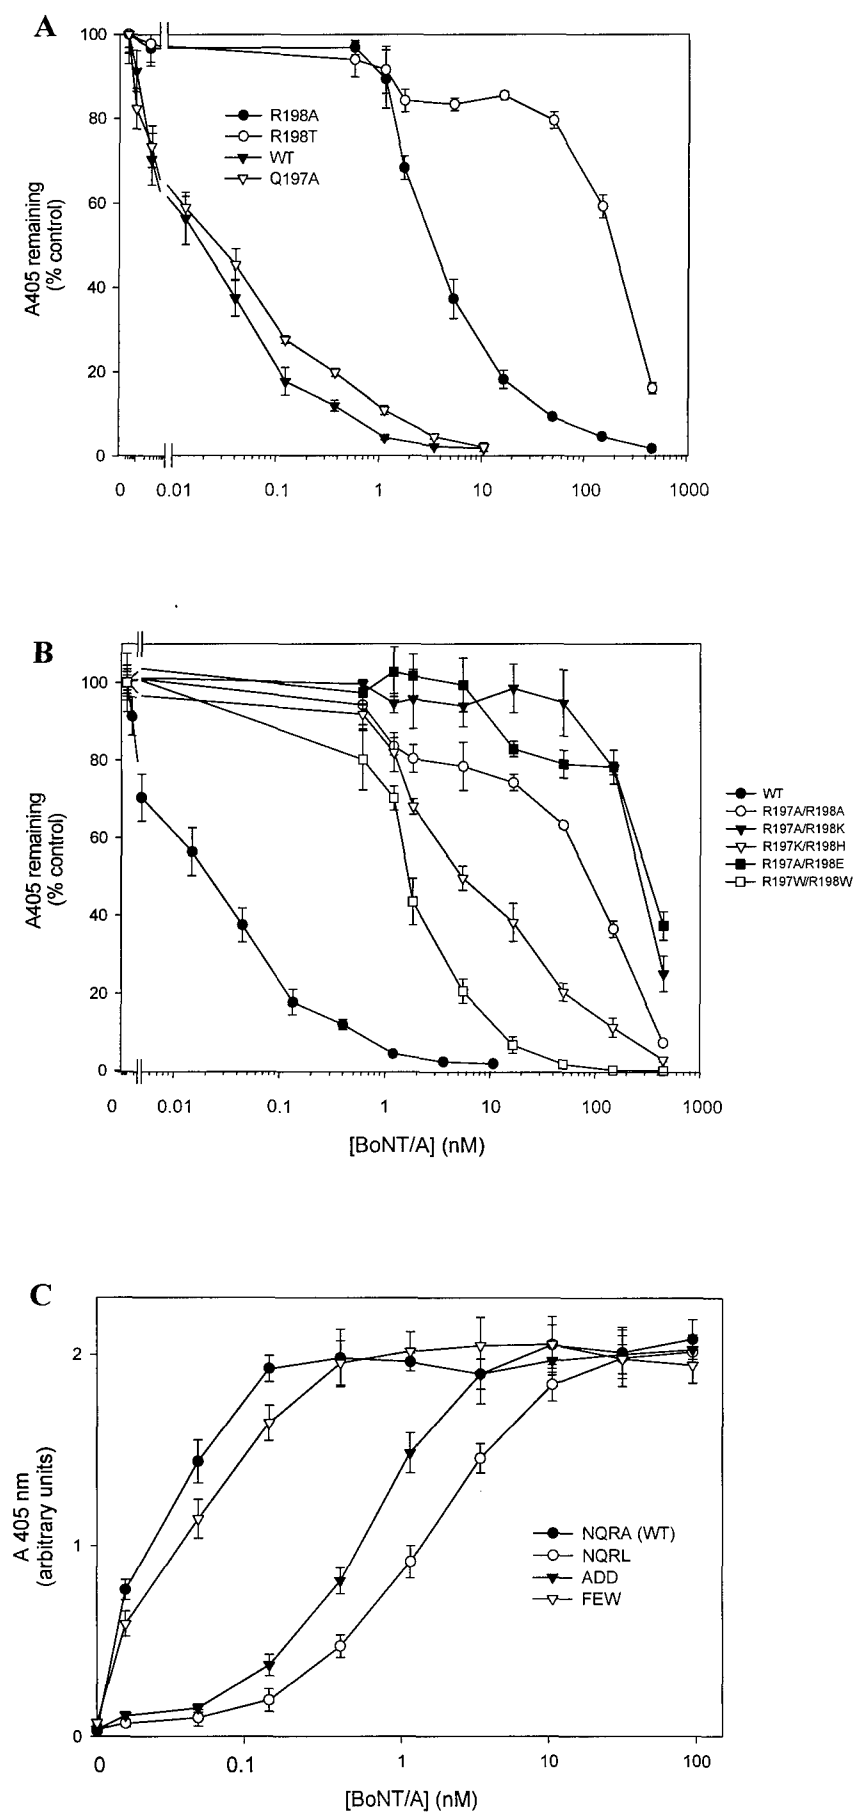 A
100
80
60
40
20
0
A405 remaining
(% control)
R198A
R198T
WT
Q197A
0 0.01 0.1 1 10 100 1000
B
100
80
60
40
20
0
A405 remaining
(% control)
WT
R197A/R198A
R197A/R198K
R197K/R198H
R197A/R198E
R197W/R198W
0 0.01 0.1 1 10 100 1000
[BoNT/A] (nM)
C
2
1
0
A 405 nm
(arbitrary units)
NQRA (WT)
NQRL
ADD
FEW
0 0.1 1 10 100
[BoNT/A] (nM)